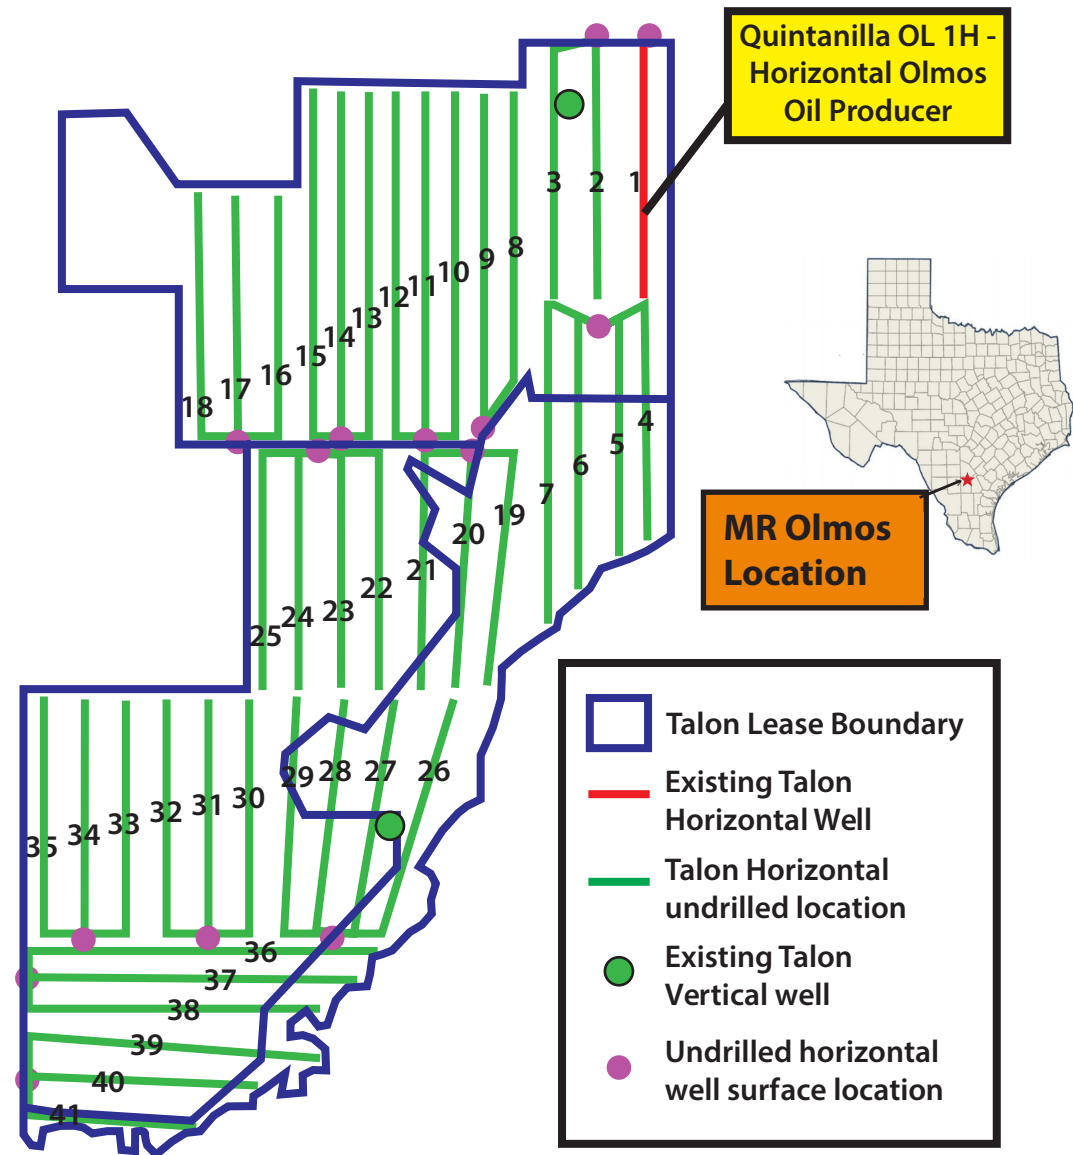 Quintanilla OL 1H -
Horizontal Olmos
Oil Producer
3 2 1
8
9
10
11
12
13
14
15
16
17
18
4
5
6
7
19
20
21
22
23
24
25
MR Olmos
Location
29 28 27 26
30
31
32
33
34
35
36
37
38
39
40
41
Talon Lease Boundary
Existing Talon
Horizontal Well
Talon Horizontal
undrilled location
Existing Talon
Vertical well
Undrilled horizontal
well surface location